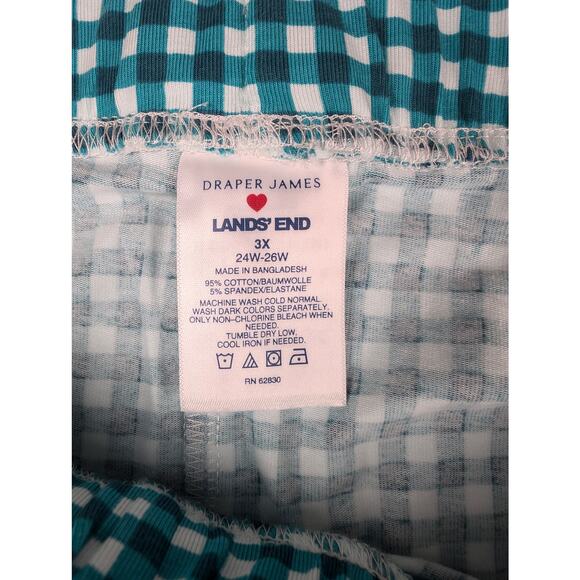 DRAPER JAMES
LANDS' END
3X
24W-26W
MADE IN BANGLADESH
95% COTTON/BAUMWOLLE
5% SPANDEX/ELASTANE
MACHINE WASH COLD NORMAL.
WASH DARK COLORS SEPARATELY.
ONLY NON-CHLORINE BLEACH WHEN
NEEDED.
TUMBLE DRY LOW.
COOL IRON IF NEEDED.
RN 62830